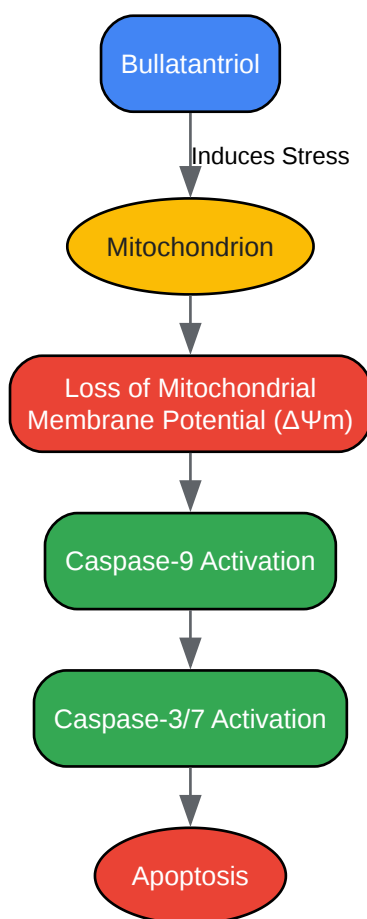 Bullatantriol
Induces Stress
Mitochondrion
Loss of Mitochondrial
Membrane Potential (ΔΨm)
Caspase-9 Activation
Caspase-3/7 Activation
Apoptosis